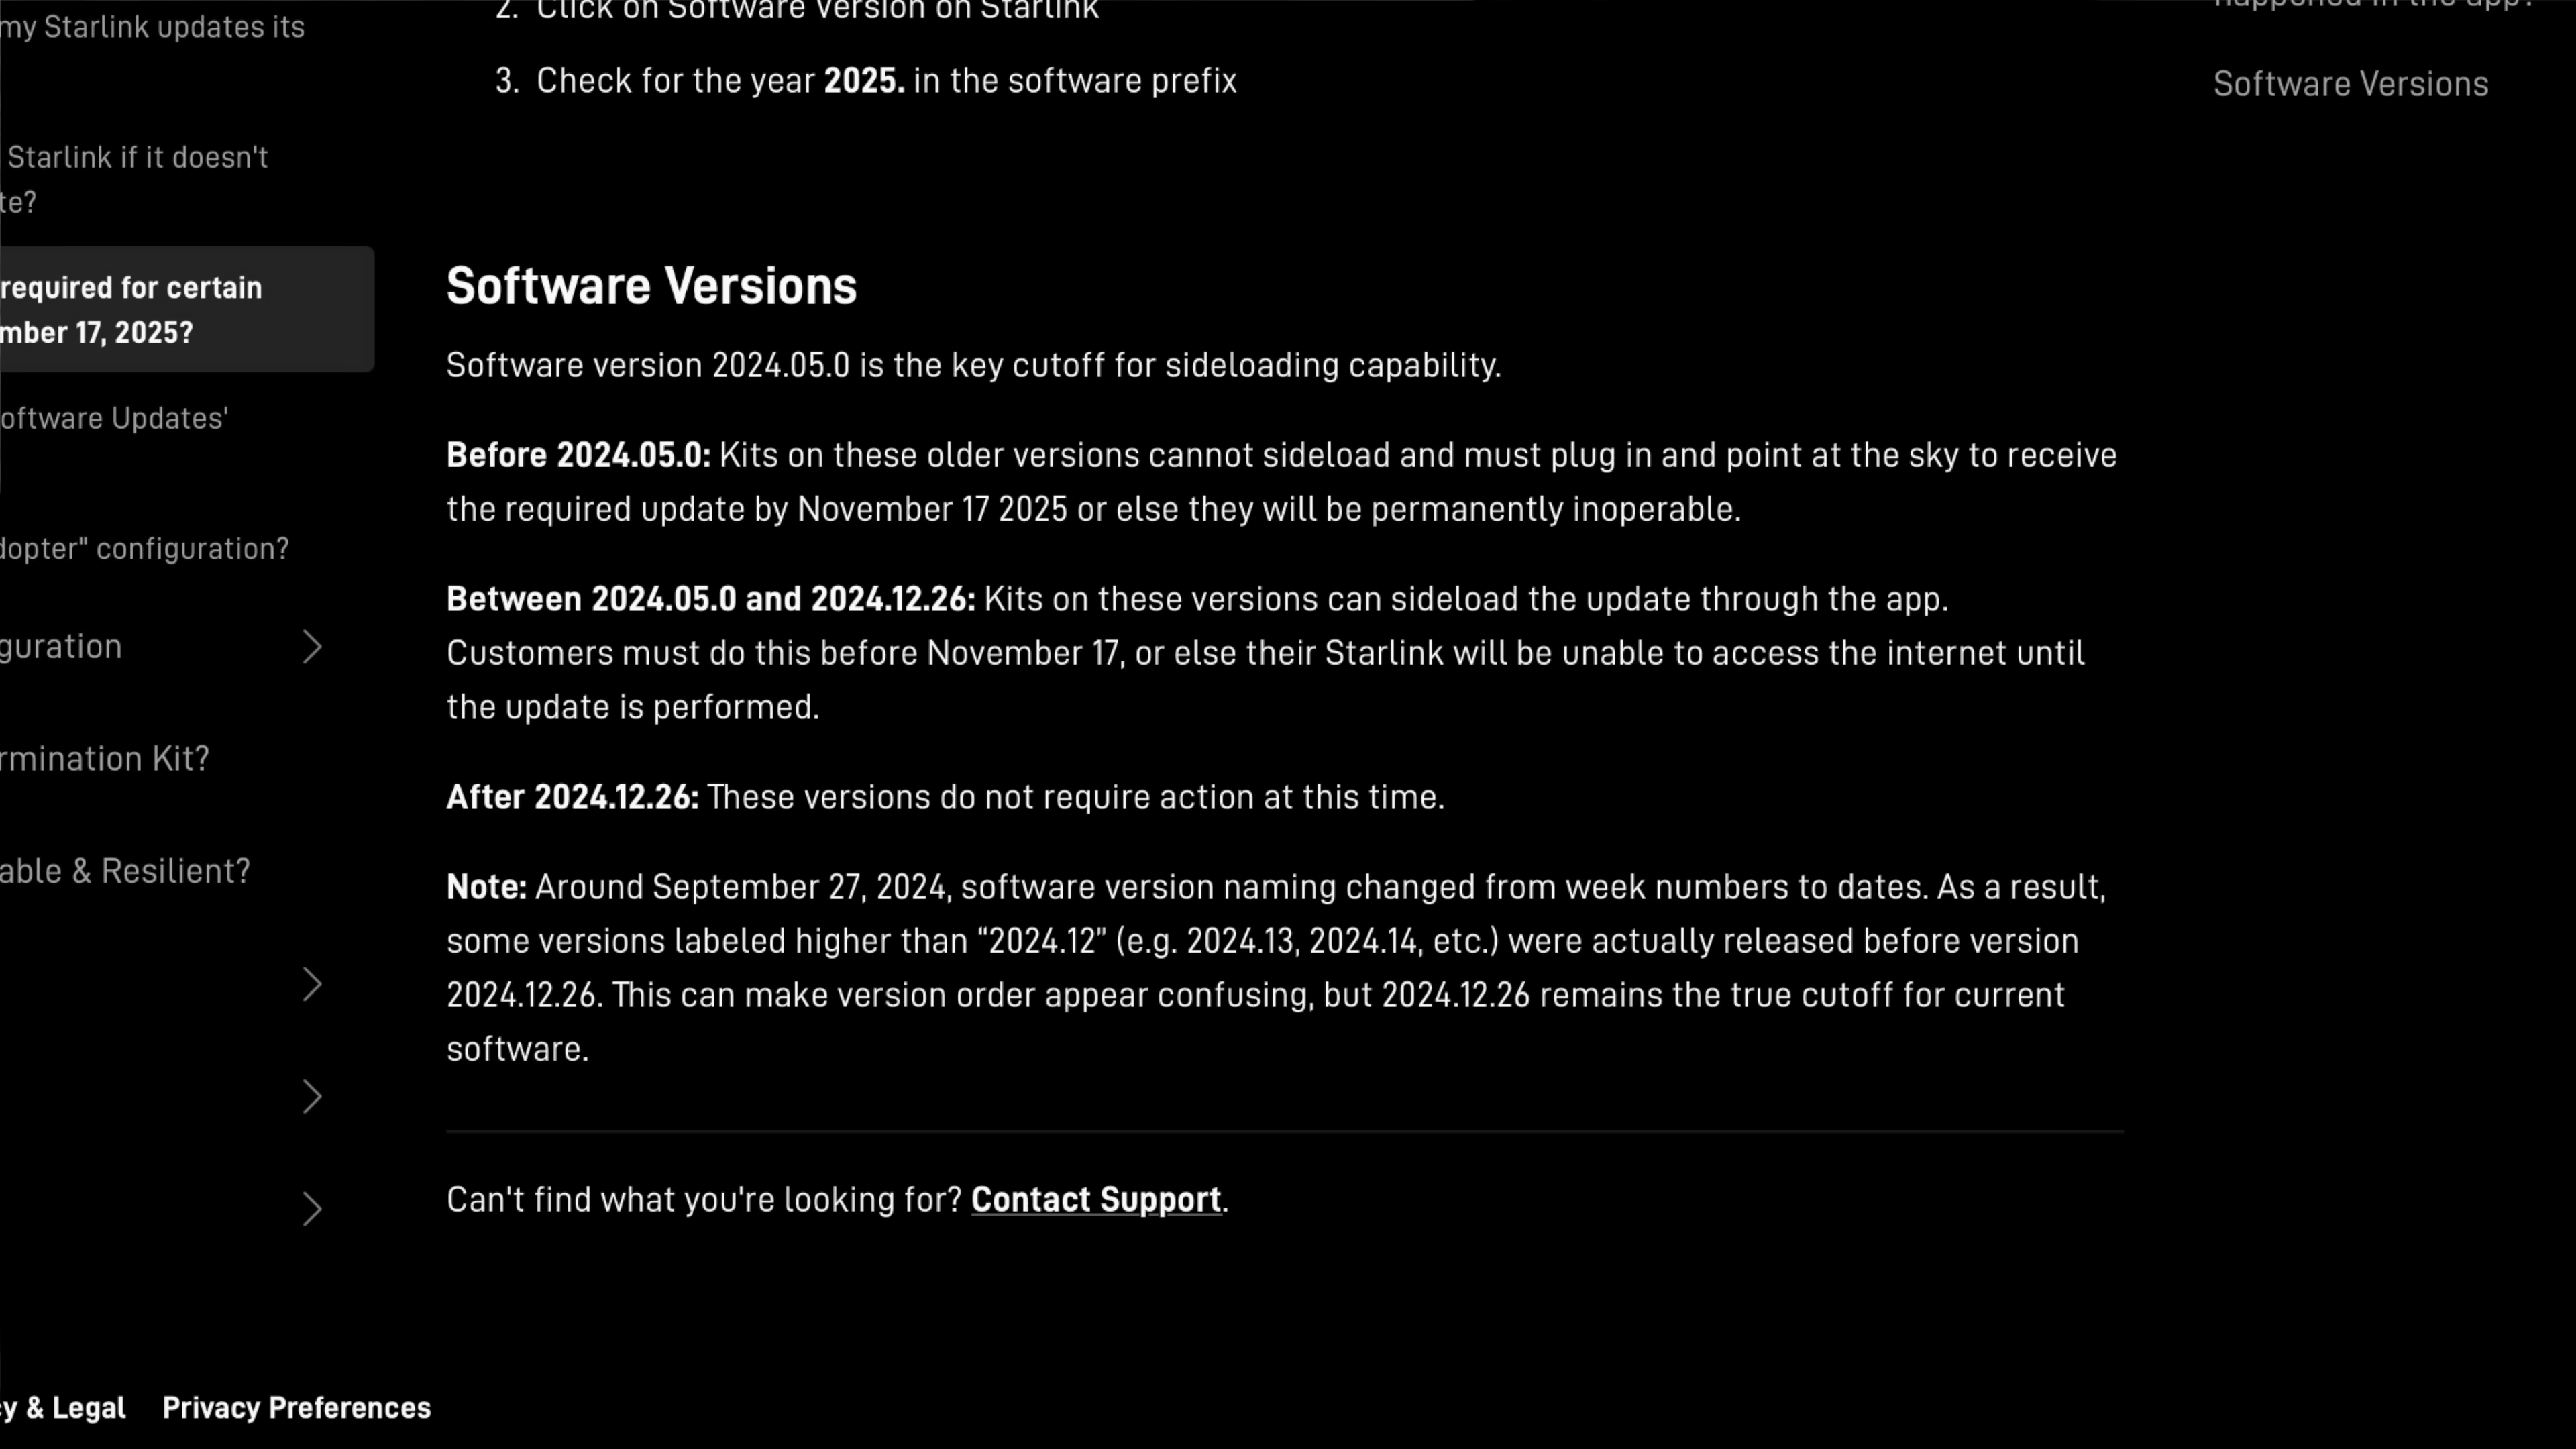 my Starlink updates its
Starlink if it doesn't
te?
required for certain
mber 17, 2025?
oftware Updates'
dopter" configuration?
guration
rmination Kit?
able & Resilient?
2. Click on Software Version on Starlink
3. Check for the year 2025. in the software prefix
Software Versions
Software version 2024.05.0 is the key cutoff for sideloading capability.
Before 2024.05.0: Kits on these older versions cannot sideload and must plug in and point at the sky to receive
the required update by November 17 2025 or else they will be permanently inoperable.
Between 2024.05.0 and 2024.12.26: Kits on these versions can sideload the update through the app.
Customers must do this before November 17, or else their Starlink will be unable to access the internet until
the update is performed.
After 2024.12.26: These versions do not require action at this time.
Note: Around September 27, 2024, software version naming changed from week numbers to dates. As a result,
some versions labeled higher than “2024.12” (e.g. 2024.13, 2024.14, etc.) were actually released before version
2024.12.26. This can make version order appear confusing, but 2024.12.26 remains the true cutoff for current
software.
Can't find what you're looking for? Contact Support.
happened in the app?
Software Versions
cy & Legal Privacy Preferences